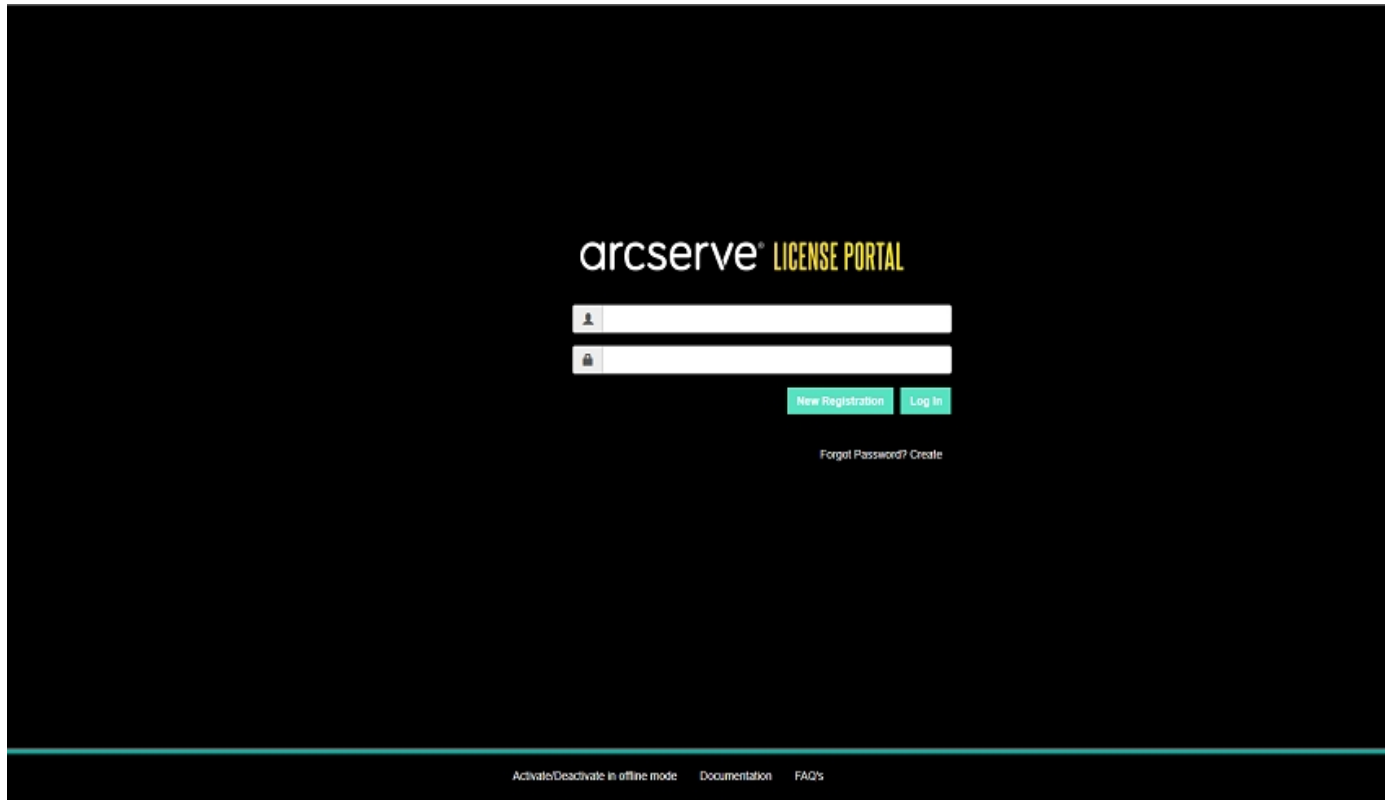 arcserve® LICENSE PORTAL
New Registration Log In
Forgot Password? Create
Activate/Deactivate in offline mode Documentation FAQ's